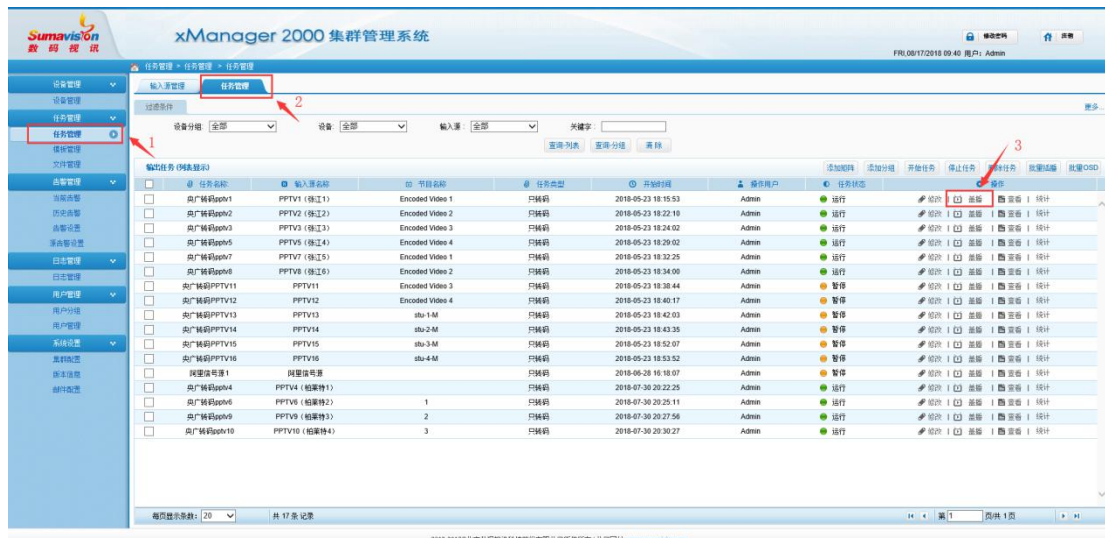 Sumavision
数 码 视 讯
xManager 2000 集群管理系统
修改密码
FRI,08/17/2018 09:40 用户: Admin
任务管理 > 任务管理 > 任务管理
设备管理
设备管理
任务管理
任务管理
模板管理
文件管理
告警管理
当前告警
历史告警
告警设置
日志管理
日志管理
用户管理
用户分组
用户管理
系统设置
集群配置
版本信息
邮件配置
输入源管理 任务管理
1
2
3
过滤条件 更多..
设备分组: 全部 设备: 全部 输入源: 全部 关键字:
查询-列表 查询-分组 清 除
输出任务 (列表显示) 添加矩阵 添加分组 开始任务 停止任务 删除任务 批量OSD
任务名称 输入源名称 节目名称 任务类型 开始时间 操作用户 任务状态 操作
央广转码pptv1 PPTV1 (张江1) Encoded Video 1 只转码 2018-05-23 18:15:53 Admin 运行 修改 | 盖播 | 查看 | 统计
央广转码pptv2 PPTV2 (张江2) Encoded Video 2 只转码 2018-05-23 18:22:10 Admin 运行 修改 | 盖播 | 查看 | 统计
央广转码pptv3 PPTV3 (张江3) Encoded Video 3 只转码 2018-05-23 18:24:02 Admin 运行 修改 | 盖播 | 查看 | 统计
央广转码pptv5 PPTV5 (张江4) Encoded Video 4 只转码 2018-05-23 18:29:02 Admin 运行 修改 | 盖播 | 查看 | 统计
央广转码pptv7 PPTV7 (张江5) Encoded Video 1 只转码 2018-05-23 18:32:25 Admin 运行 修改 | 盖播 | 查看 | 统计
央广转码pptv8 PPTV8 (张江6) Encoded Video 2 只转码 2018-05-23 18:34:00 Admin 运行 修改 | 盖播 | 查看 | 统计
央广转码PPTV11 PPTV11 Encoded Video 3 只转码 2018-05-23 18:38:44 Admin 暂停 修改 | 盖播 | 查看 | 统计
央广转码PPTV12 PPTV12 Encoded Video 4 只转码 2018-05-23 18:40:17 Admin 暂停 修改 | 盖播 | 查看 | 统计
央广转码PPTV13 PPTV13 stu-1-M 只转码 2018-05-23 18:42:03 Admin 暂停 修改 | 盖播 | 查看 | 统计
央广转码PPTV14 PPTV14 stu-2-M 只转码 2018-05-23 18:43:35 Admin 暂停 修改 | 盖播 | 查看 | 统计
央广转码PPTV15 PPTV15 stu-3-M 只转码 2018-05-23 18:52:07 Admin 暂停 修改 | 盖播 | 查看 | 统计
央广转码PPTV16 PPTV16 stu-4-M 只转码 2018-05-23 18:53:52 Admin 暂停 修改 | 盖播 | 查看 | 统计
阿里信号源1 阿里信号源 只转码 2018-06-28 16:18:07 Admin 暂停 修改 | 盖播 | 查看 | 统计
央广转码pptv4 PPTV4 (柏莱特1) 只转码 2018-07-30 20:22:25 Admin 运行 修改 | 盖播 | 查看 | 统计
央广转码pptv6 PPTV6 (柏莱特2) 1 只转码 2018-07-30 20:25:11 Admin 运行 修改 | 盖播 | 查看 | 统计
央广转码pptv9 PPTV9 (柏莱特3) 2 只转码 2018-07-30 20:27:56 Admin 运行 修改 | 盖播 | 查看 | 统计
央广转码pptv10 PPTV10 (柏莱特4) 3 只转码 2018-07-30 20:30:27 Admin 运行 修改 | 盖播 | 查看 | 统计
每页显示条数: 20 共 17 条 记录 第 1 页/共 1 页